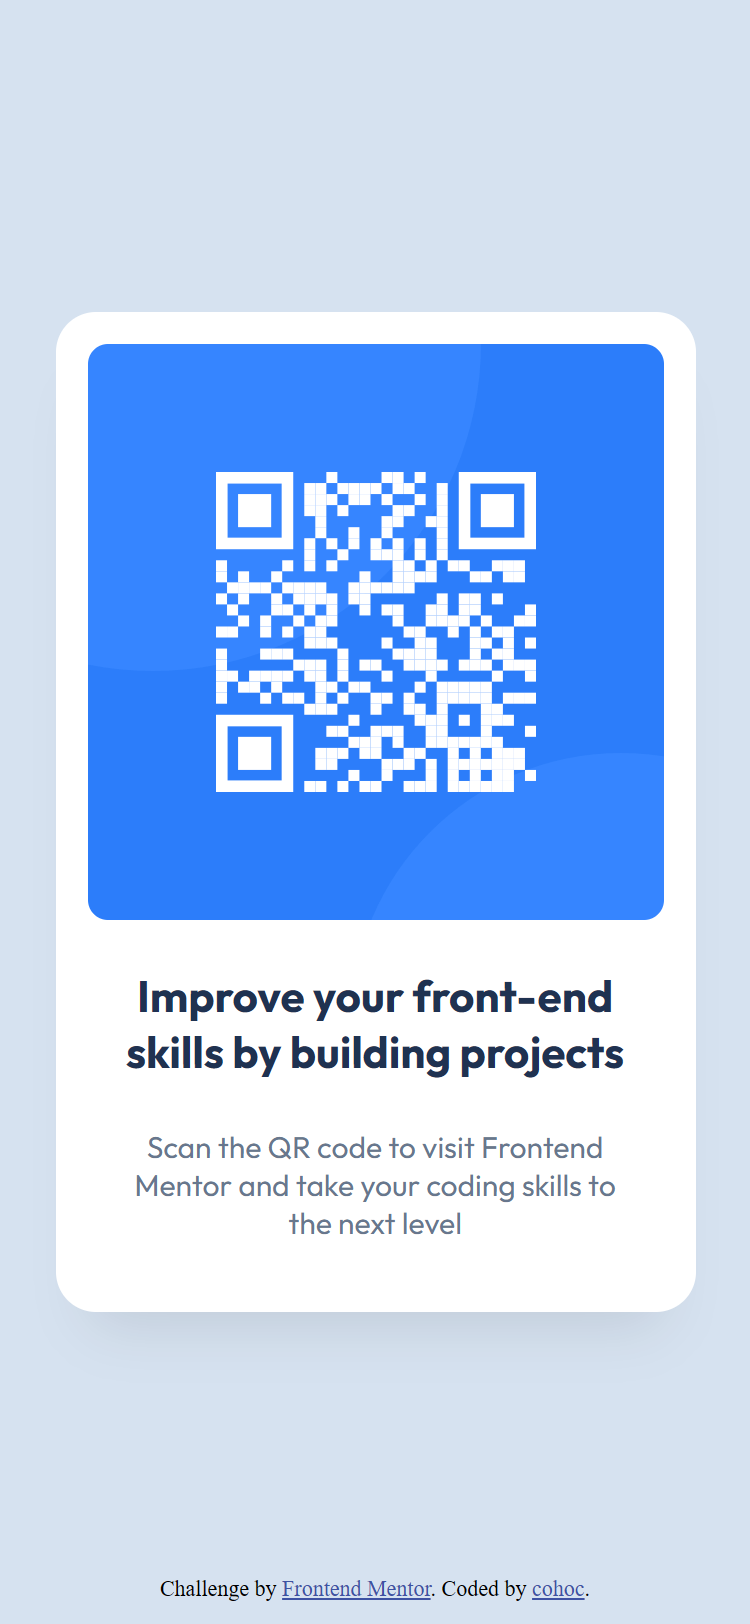 Improve your front-end
skills by building projects
Scan the QR code to visit Frontend
Mentor and take your coding skills to
the next level
Challenge by Frontend Mentor. Coded by cohoc.